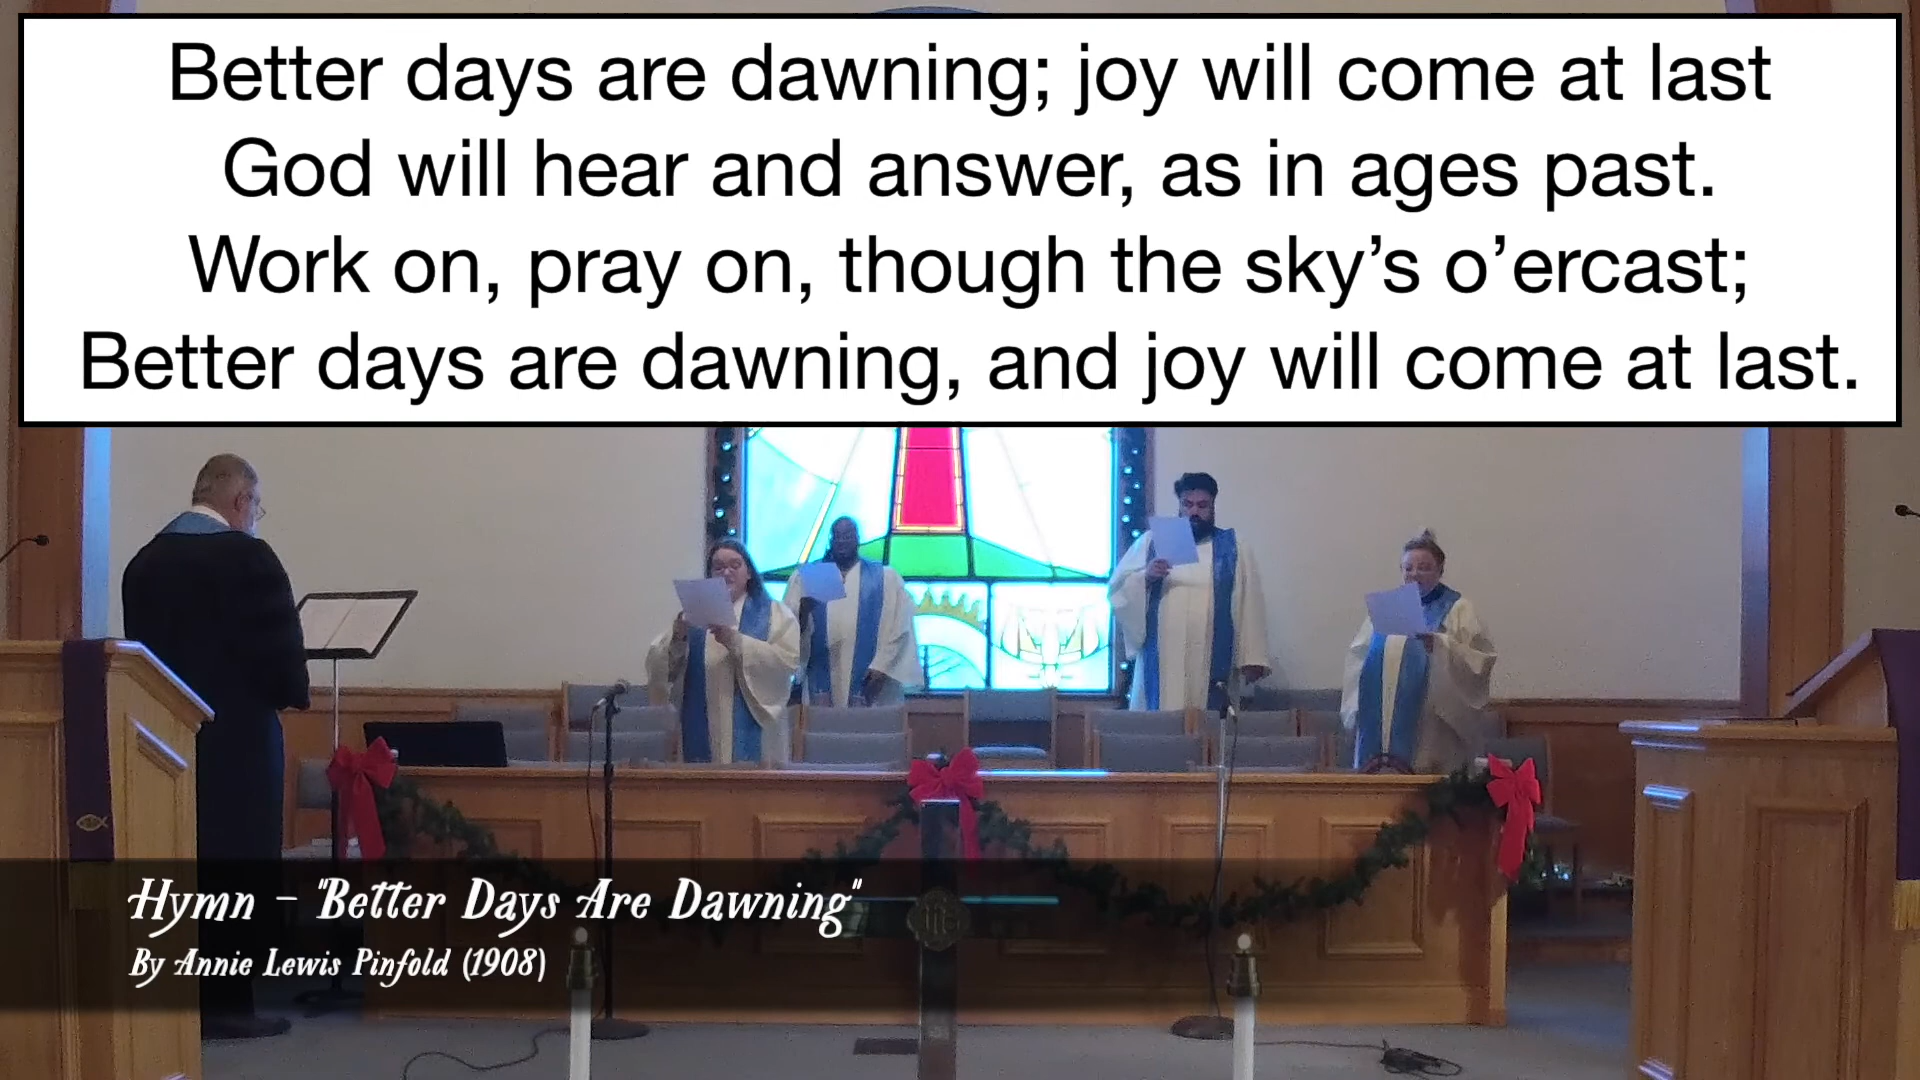 Better days are dawning; joy will come at last
God will hear and answer, as in ages past.
Work on, pray on, though the sky’s o’ercast;
Better days are dawning, and joy will come at last.
Hymn - "Better Days Are Dawning"
By Annie Lewis Pinfold (1908)